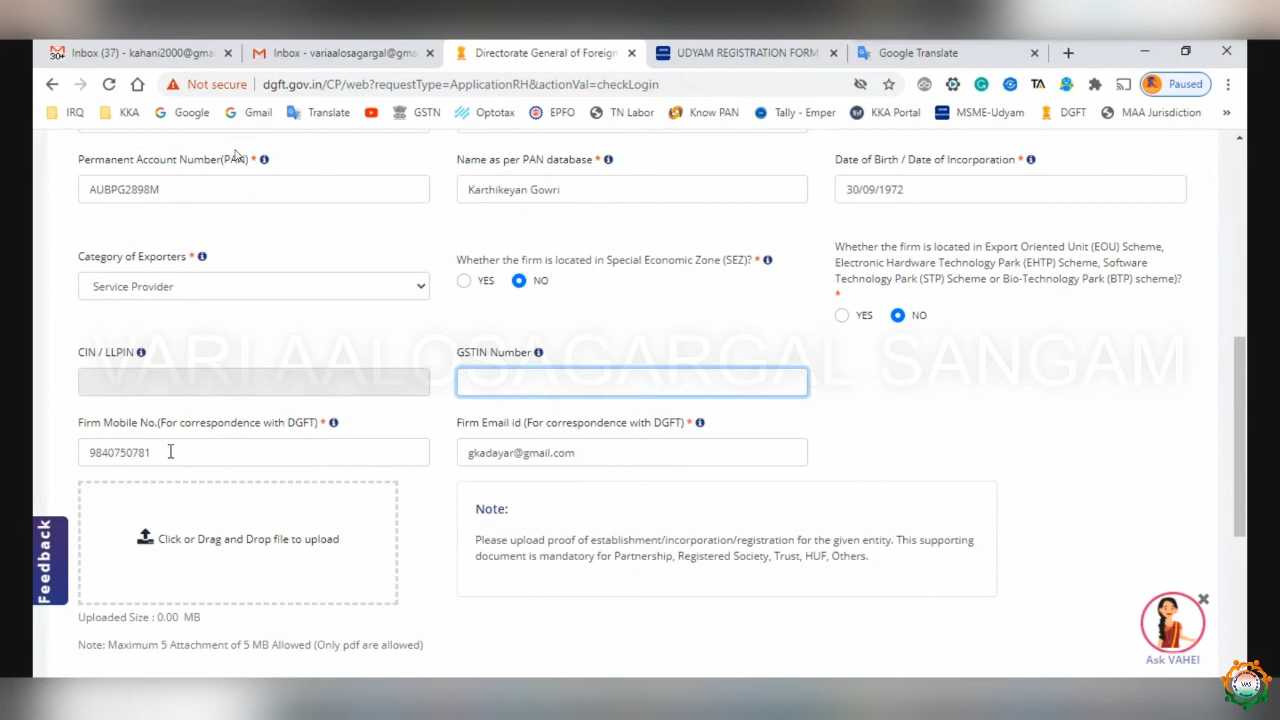 Inbox (37) - kahani2000@gma
Inbox - variaalosagargal@gma
Directorate General of Foreign
UDYAM REGISTRATION FORM
Google Translate
30+
Not secure
dgft.gov.in/CP/web?requestType=ApplicationRH&actionVal=checkLogin
TA
Paused
IRQ
KKA
Google
Gmail
Translate
GSTN
Optotax
EPFO
TN Labor
Know PAN
Tally - Emper
KKA Portal
MSME-Udyam
DGFT
MAA Jurisdiction
»
Permanent Account Number(PAN) *
Name as per PAN database *
Date of Birth / Date of Incorporation *
AUBPG2898M
Karthikeyan Gowri
30/09/1972
Category of Exporters *
Whether the firm is located in Special Economic Zone (SEZ)? *
Whether the firm is located in Export Oriented Unit (EOU) Scheme,
Electronic Hardware Technology Park (EHTP) Scheme, Software
Technology Park (STP) Scheme or Bio-Technology Park (BTP) scheme)?
*
Service Provider
YES
NO
YES
NO
VARI AALOSAGARGAL SANGAM
CIN / LLPIN
GSTIN Number
Firm Mobile No.(For correspondence with DGFT) *
Firm Email id (For correspondence with DGFT) *
9840750781
gkadayar@gmail.com
Click or Drag and Drop file to upload
Note:
Please upload proof of establishment/incorporation/registration for the given entity. This supporting
document is mandatory for Partnership, Registered Society, Trust, HUF, Others.
Feedback
Uploaded Size : 0.00 MB
Note: Maximum 5 Attachment of 5 MB Allowed (Only pdf are allowed)
Ask VAHEI
VAS